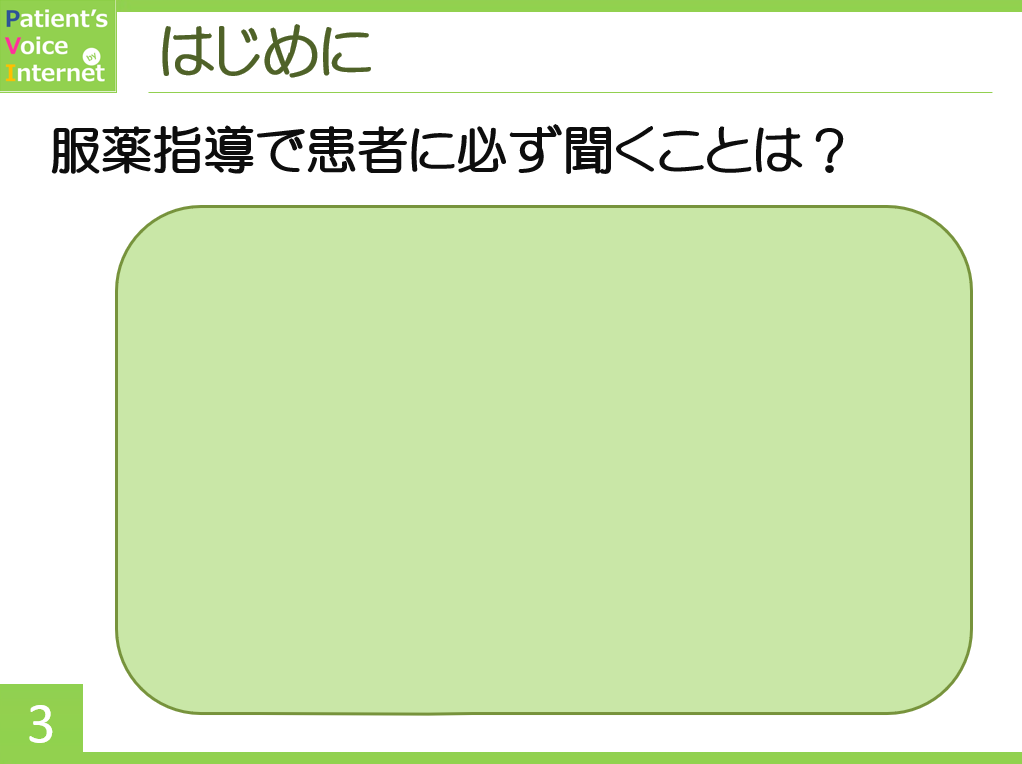 Patient's
Voice
by
Internet
はじめに
服薬指導で患者に必ず聞くことは？
3